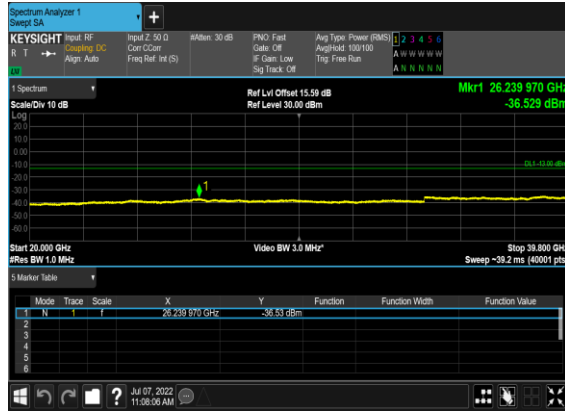 Spectrum Analyzer 1
Swept SA
KEYSIGHT Input: RF Input Z: 50 Ω #Atten: 30 dB PNO: Fast Avg Type: Power (RMS) 1 2 3 4 5 6
R T Coupling: DC Corr CCorr Gate: Off Avg|Hold: 100/100 A W W W W W
Align: Auto Freq Ref: Int (S) IF Gain: Low Trig: Free Run
LW Sig Track: Off A N N N N N
1 Spectrum Ref Lvl Offset 15.59 dB Mkr1 26.239 970 GHz
Scale/Div 10 dB Ref Level 30.00 dBm -36.529 dBm
Log
20.0
10.0
0.00
-10.0 DL1 -13.00 dBm
-20.0
-30.0 1
-40.0
-50.0
-60.0
Start 20.000 GHz Video BW 3.0 MHz* Stop 39.800 GHz
#Res BW 1.0 MHz Sweep ~39.2 ms (40001 pts)
5 Marker Table
Mode Trace Scale X Y Function Function Width Function Value
1 N 1 f 26.239 970 GHz -36.53 dBm
2
3
4
5
6
? Jul 07, 2022
11:08:06 AM